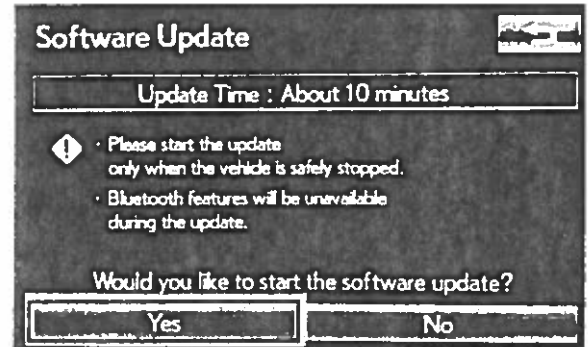 Software Update
Update Time : About 10 minutes
· Please start the update
only when the vehicle is safely stopped.
· Bluetooth features will be unavailable
during the update.
Would you like to start the software update?
Yes
No